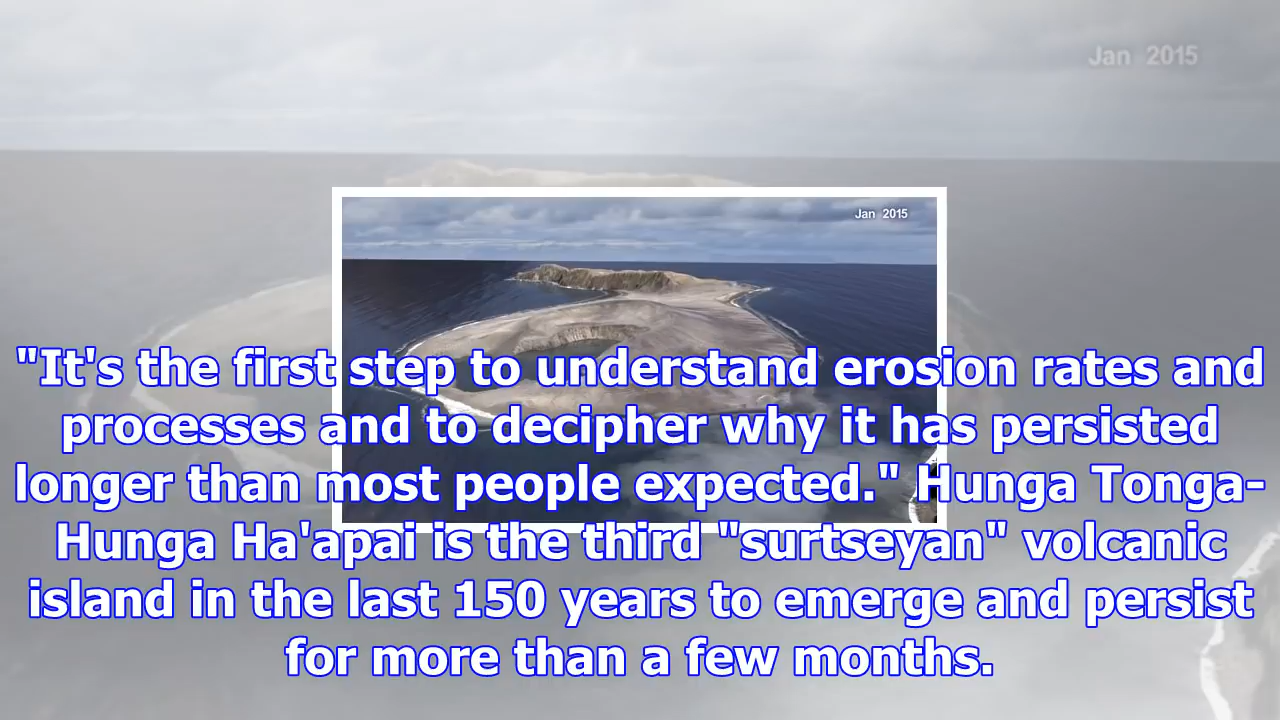 Jan 2015
Jan 2015
"It's the first step to understand erosion rates and
processes and to decipher why it has persisted
longer than most people expected." Hunga Tonga-
Hunga Ha'apai is the third "surtseyan" volcanic
island in the last 150 years to emerge and persist
for more than a few months.